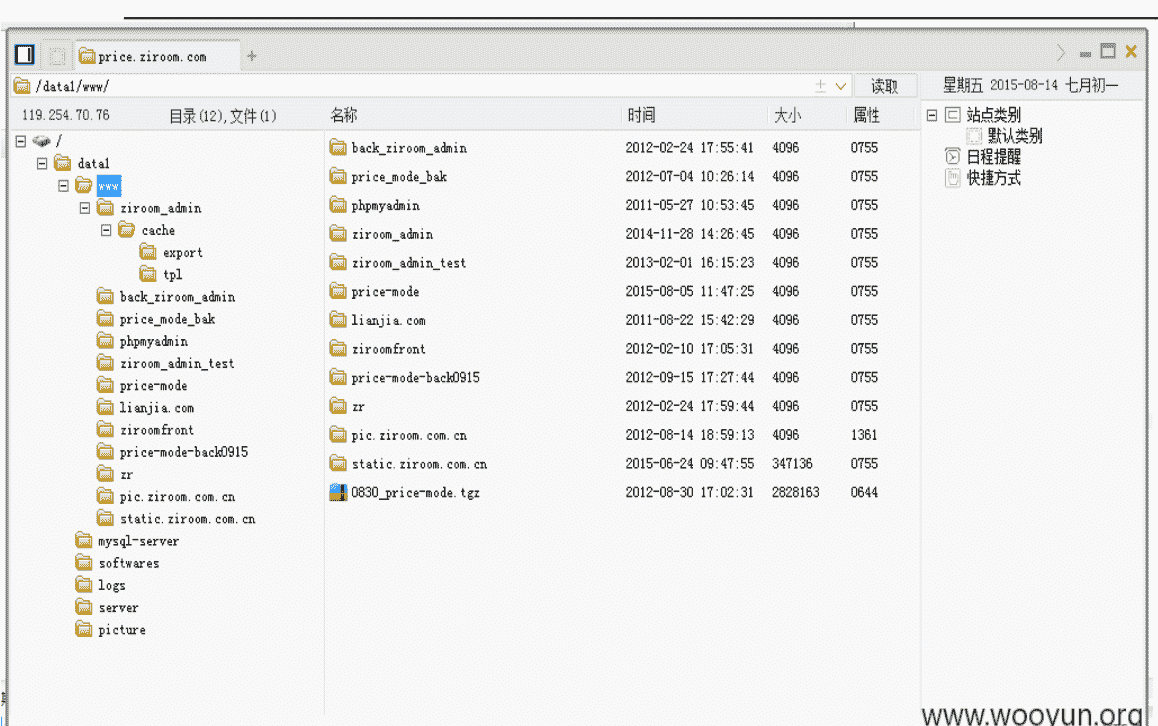 price.ziroom.com
/data1/www/ 读取 星期五 2015-08-14 七月初一
119.254.70.76 目录(12),文件(1) 名称 时间 大小 属性
/
data1
www
ziroom_admin
cache
export
tpl
back_ziroom_admin
price_mode_bak
phpmyadmin
ziroom_admin_test
price-mode
lianjia.com
ziroomfront
price-mode-back0915
zr
pic.ziroom.com.cn
static.ziroom.com.cn
mysql-server
softwares
logs
server
picture
back_ziroom_admin 2012-02-24 17:55:41 4096 0755
price_mode_bak 2012-07-04 10:26:14 4096 0755
phpmyadmin 2011-05-27 10:53:45 4096 0755
ziroom_admin 2014-11-28 14:26:45 4096 0755
ziroom_admin_test 2013-02-01 16:15:23 4096 0755
price-mode 2015-08-05 11:47:25 4096 0755
lianjia.com 2011-08-22 15:42:29 4096 0755
ziroomfront 2012-02-10 17:05:31 4096 0755
price-mode-back0915 2012-09-15 17:27:44 4096 0755
zr 2012-02-24 17:59:44 4096 0755
pic.ziroom.com.cn 2012-08-14 18:59:13 4096 1361
static.ziroom.com.cn 2015-06-24 09:47:55 347136 0755
0830_price-mode.tgz 2012-08-30 17:02:31 2828163 0644
站点类别
默认类别
日程提醒
快捷方式
www.wooyun.org